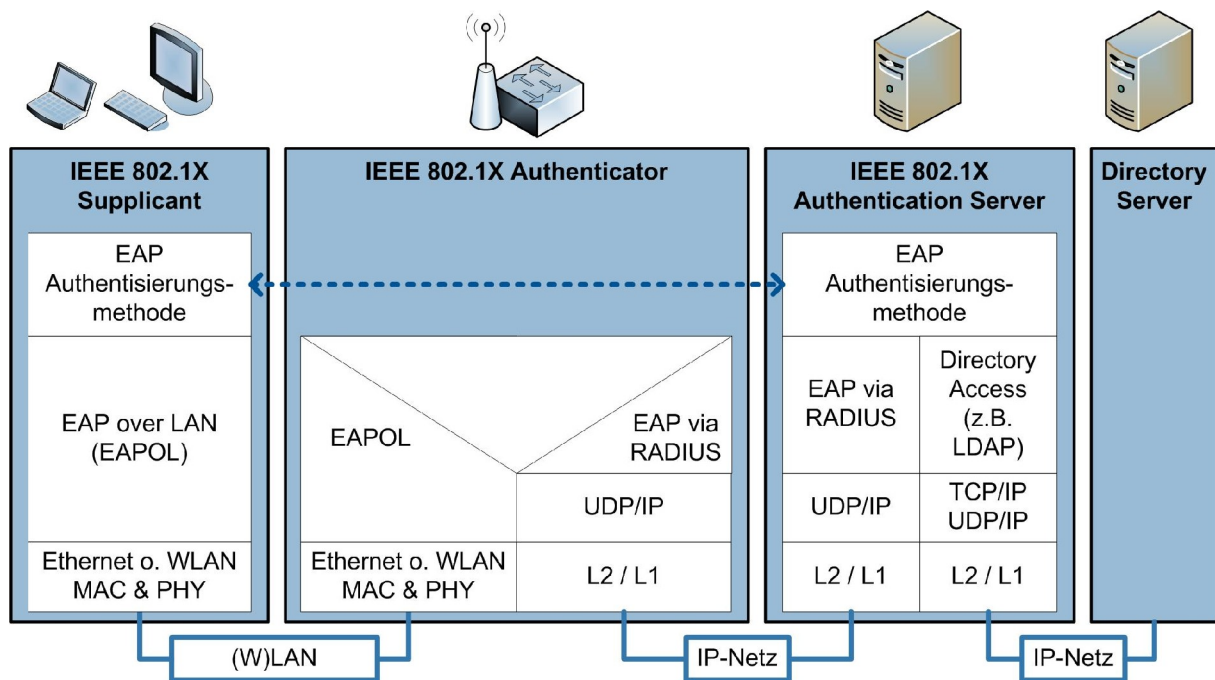 IEEE 802.1X
Supplicant
EAP
Authentisierungs-
methode
EAP over LAN
(EAPOL)
Ethernet o. WLAN
MAC & PHY
IEEE 802.1X Authenticator
EAPOL
EAP via
RADIUS
UDP/IP
Ethernet o. WLAN
MAC & PHY
L2 / L1
IEEE 802.1X
Authentication Server
EAP
Authentisierungs-
methode
EAP via
RADIUS
Directory
Access
(z.B.
LDAP)
UDP/IP
TCP/IP
UDP/IP
L2 / L1
L2 / L1
Directory
Server
(W)LAN
IP-Netz
IP-Netz